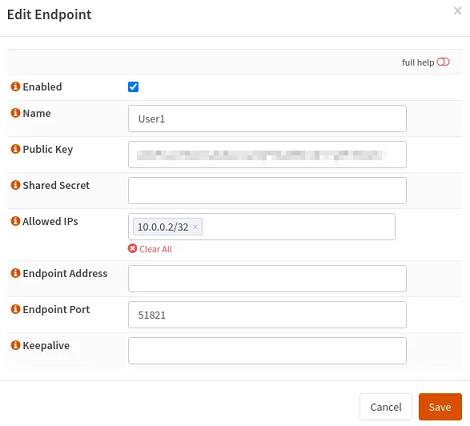 Edit Endpoint
×
full help
Enabled
Name
User1
Public Key
Shared Secret
Allowed IPs
10.0.0.2/32 ×
Clear All
Endpoint Address
Endpoint Port
51821
Keepalive
Cancel
Save